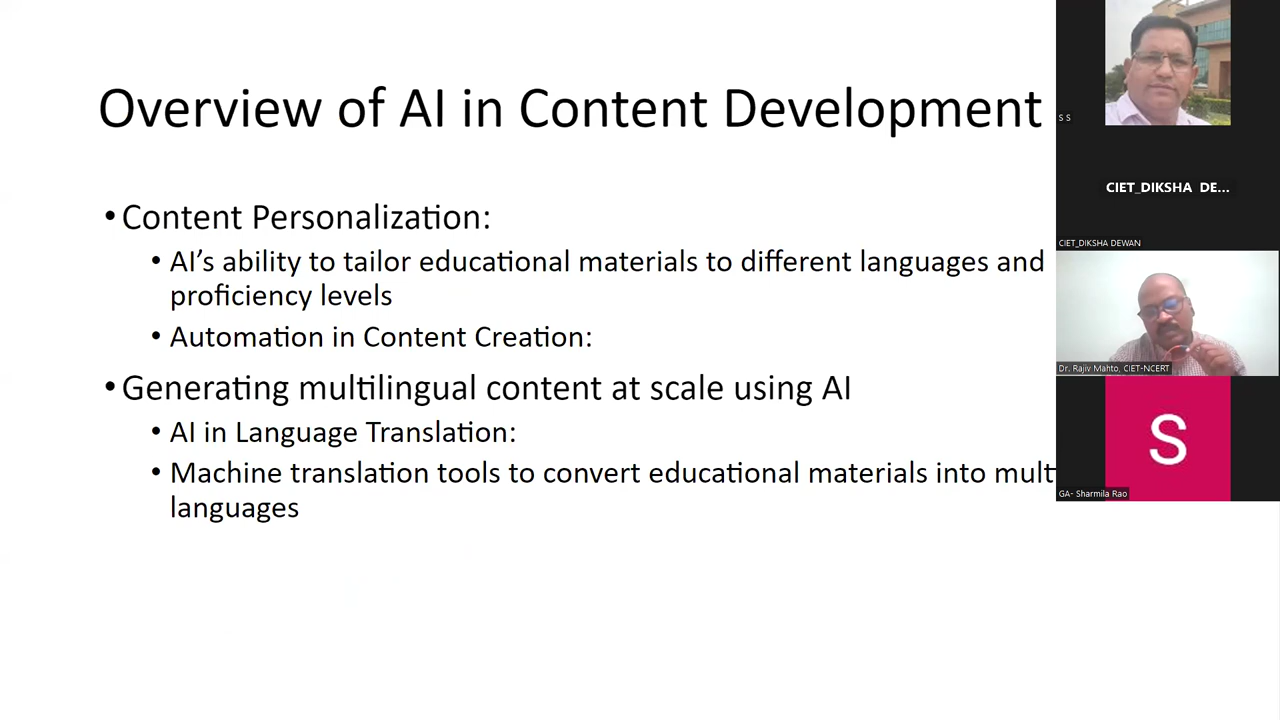 Overview of AI in Content Development
• Content Personalization:
• AI’s ability to tailor educational materials to different languages and
proficiency levels
• Automation in Content Creation:
• Generating multilingual content at scale using AI
• AI in Language Translation:
• Machine translation tools to convert educational materials into mult
languages
S S
CIET_DIKSHA DE...
CIET_DIKSHA DEWAN
Dr. Rajiv Mahto, CIET-NCERT
S
GA- Sharmila Rao